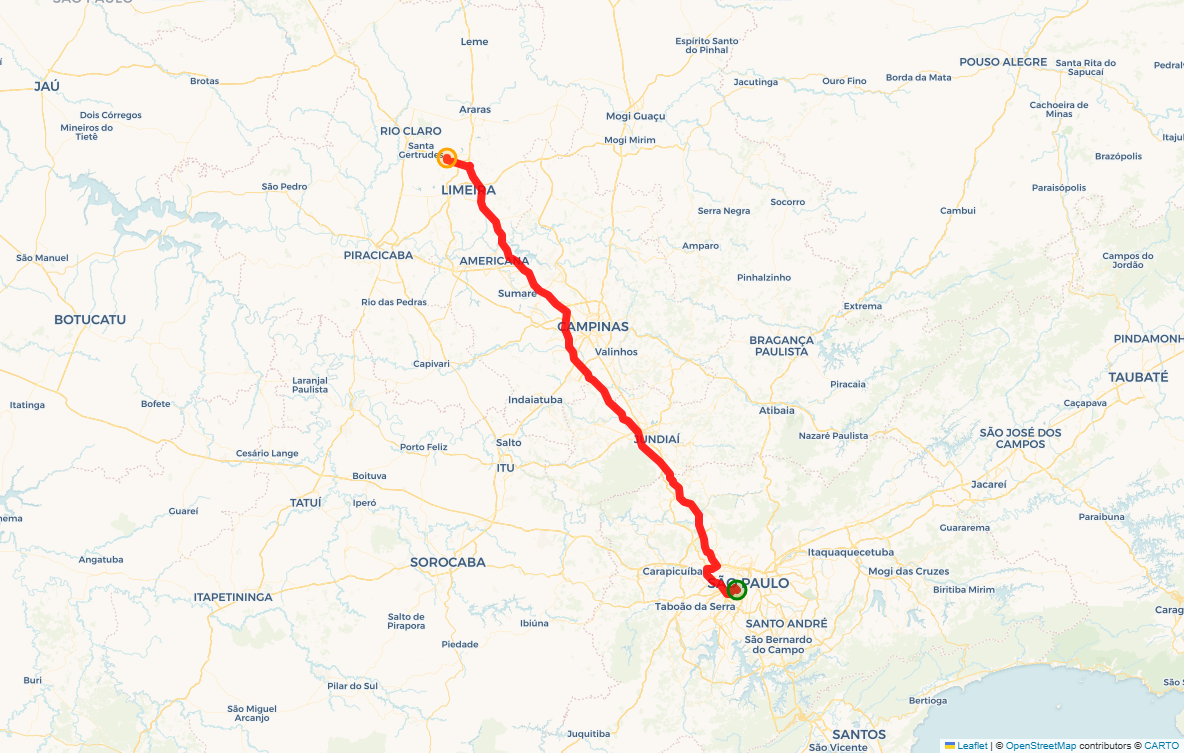 SÃO PAULO
Leme
Espírito Santo
do Pinhal
POUSO ALEGRE
Santa Rita do
Sapucaí
Pedralv
JAÚ
Brotas
Jacutinga
Ouro Fino
Borda da Mata
Dois Córregos
Mineiros do
Tietê
Araras
Mogi Guaçu
Cachoeira de
Minas
RIO CLARO
Santa
Gertrudes
Mogi Mirim
Itajub
Brazópolis
São Pedro
LIMEIRA
Paraisópolis
Socorro
Serra Negra
Cambui
São Manuel
PIRACICABA
AMERICANA
Amparo
Campos do
Jordão
Pinhalzinho
Sumaré
Rio das Pedras
Extrema
BOTUCATU
CAMPINAS
BRAGANÇA
PAULISTA
PINDAMONH
Valinhos
Capivari
TAUBATÉ
Laranjal
Paulista
Piracaia
Itatinga
Bofete
Indaiatuba
Caçapava
Atibaia
Porto Feliz
Salto
JUNDIAÍ
Nazaré Paulista
SÃO JOSÉ DOS
CAMPOS
Cesário Lange
ITU
Boituva
Jacareí
TATUÍ
Iperó
Guareí
nema
Paraibuna
Guararema
Angatuba
SOROCABA
Itaquaquecetuba
Carapicuíba
Mogi das Cruzes
SÃO PAULO
Biritiba Mirim
ITAPETININGA
Taboão da Serra
Carag
Salto de
Pirapora
Ibiúna
SANTO ANDRÉ
São Bernardo
do Campo
Piedade
Buri
Pilar do Sul
São S
Bertioga
São Miguel
Arcanjo
Juquitiba
SANTOS
São Vicente
Leaflet | © OpenStreetMap contributors © CARTO